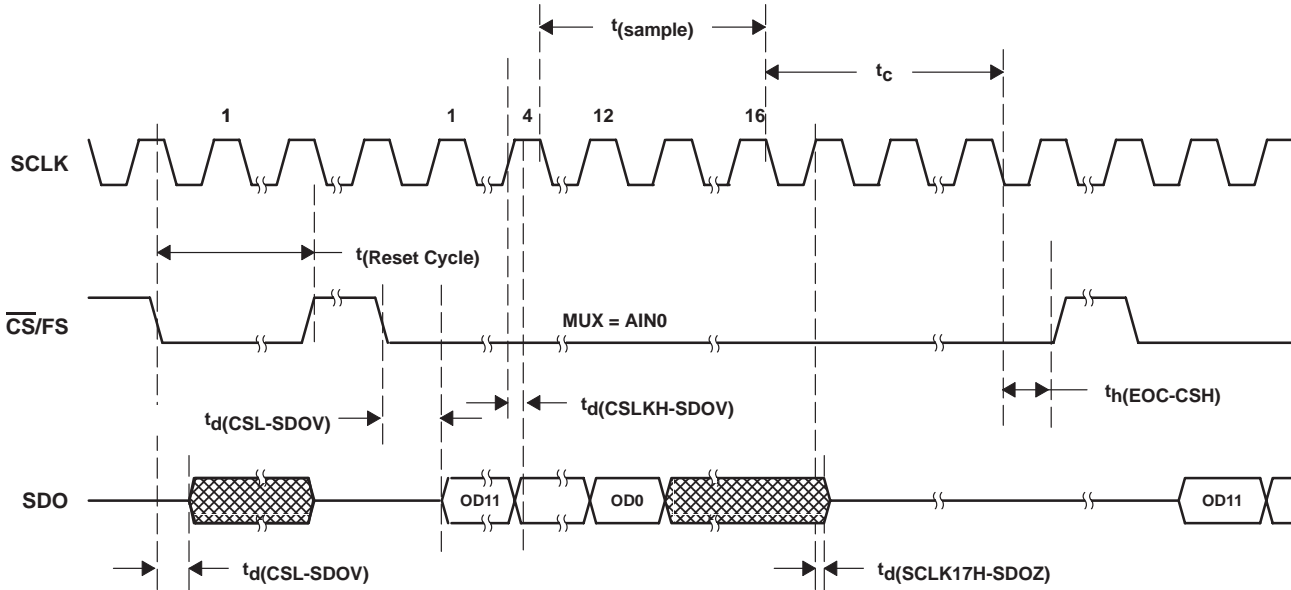 t(sample)
tc
1 1 4 12 16
SCLK
t(Reset Cycle)
CS/FS
MUX = AIN0
td(CSL-SDOV)
td(CSLKH-SDOV)
th(EOC-CSH)
SDO
OD11 OD0 OD11
td(CSL-SDOV)
td(SCLK17H-SDOZ)